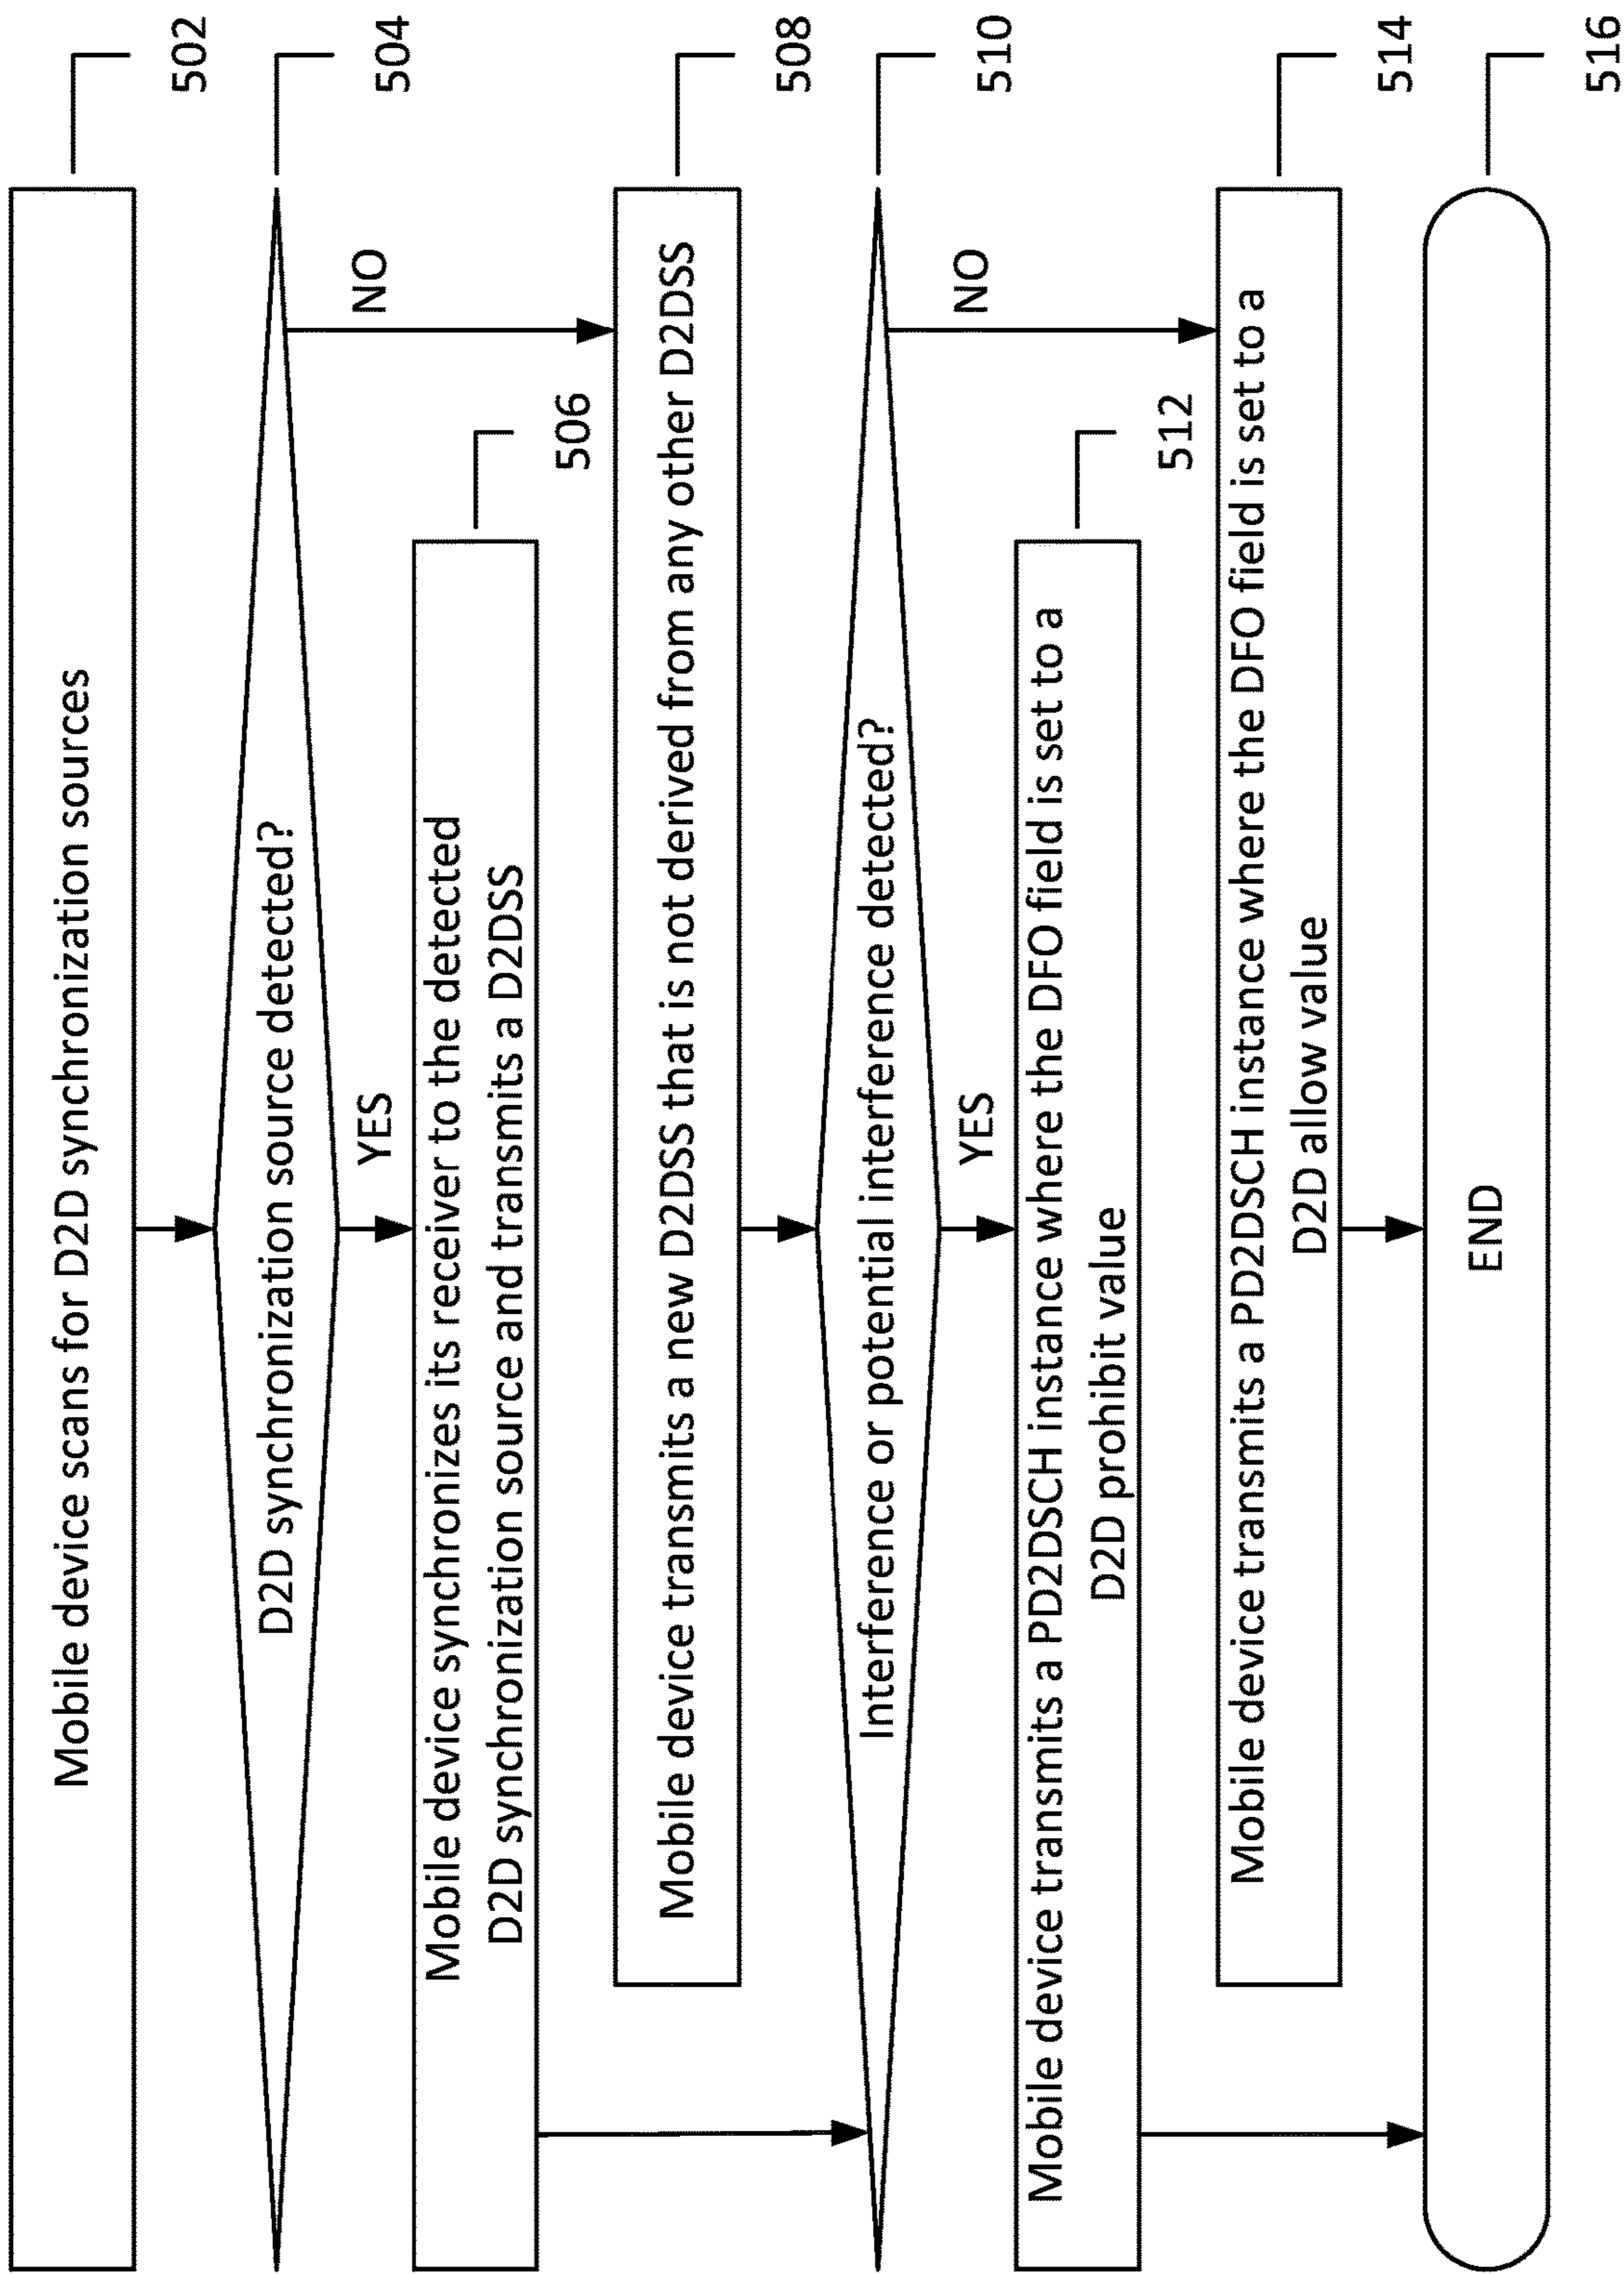 Mobile device scans for D2D synchronization sources
502
D2D synchronization source detected?
504
NO
YES
Mobile device synchronizes its receiver to the detected
D2D synchronization source and transmits a D2DSS
506
Mobile device transmits a new D2DSS that is not derived from any other D2DSS
508
Interference or potential interference detected?
510
NO
YES
Mobile device transmits a PD2DSCH instance where the DFO field is set to a
D2D prohibit value
512
Mobile device transmits a PD2DSCH instance where the DFO field is set to a
D2D allow value
514
END
516